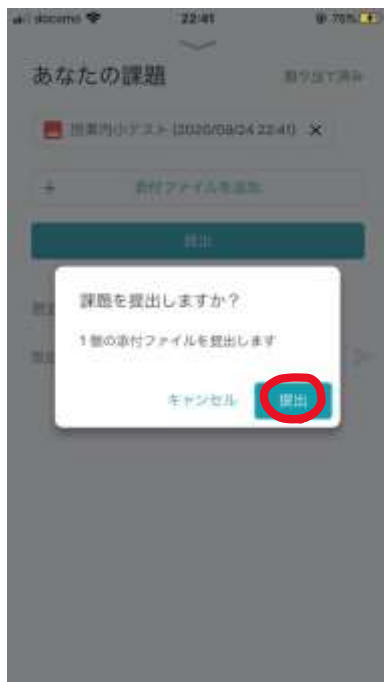 docomo 22:41 75%
あなたの課題 割り当て済み
授業内小テスト (2020/09/24 22:41) ×
+ 添付ファイルを追加
提出
課題を提出しますか?
1 個の添付ファイルを提出します
キャンセル 提出